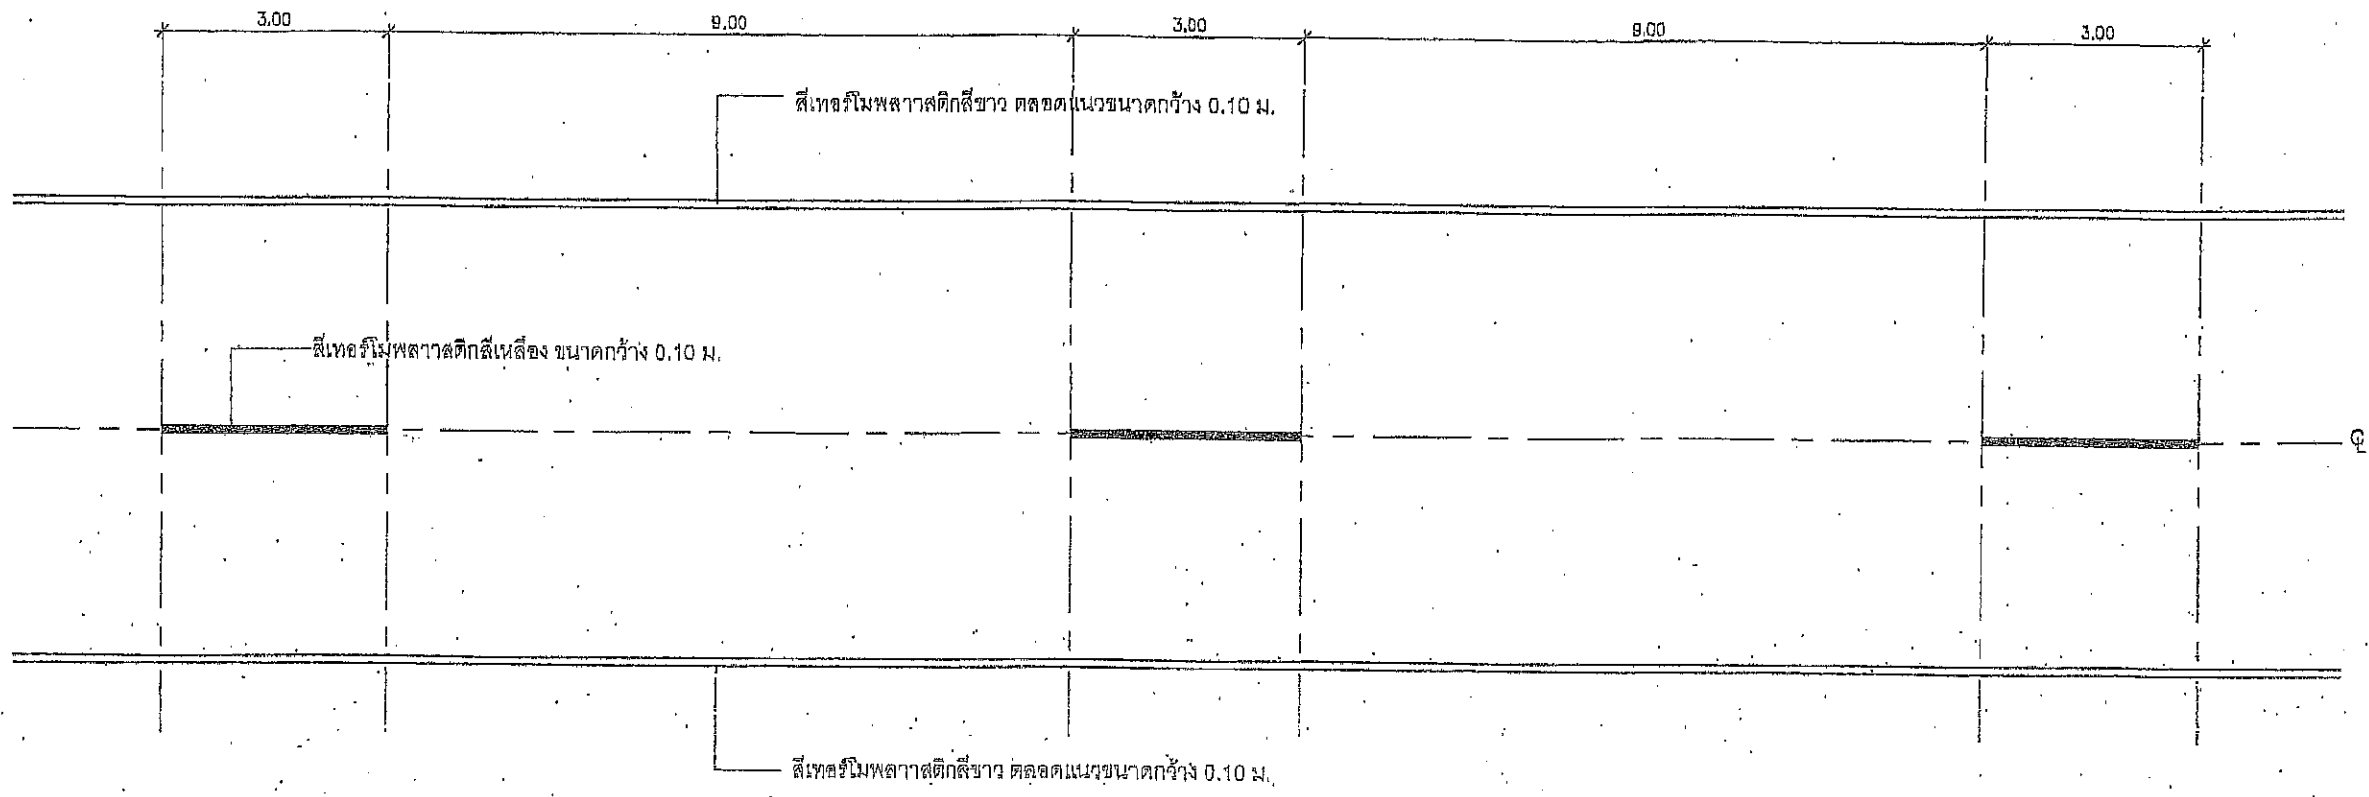 3.00 9.00 3.00 9.00 3.00
สีเทอร์โมพลาาสติกสีขาว ตลอดแนวขนาดกว้าง 0.10 ม.
สีเทอร์โมพลาาสติกสีเหลือง ขนาดกว้าง 0.10 ม.
℄
สีเทอร์โมพลาาสติกสีขาว ตลอดแนวขนาดกว้าง 0.10 ม.